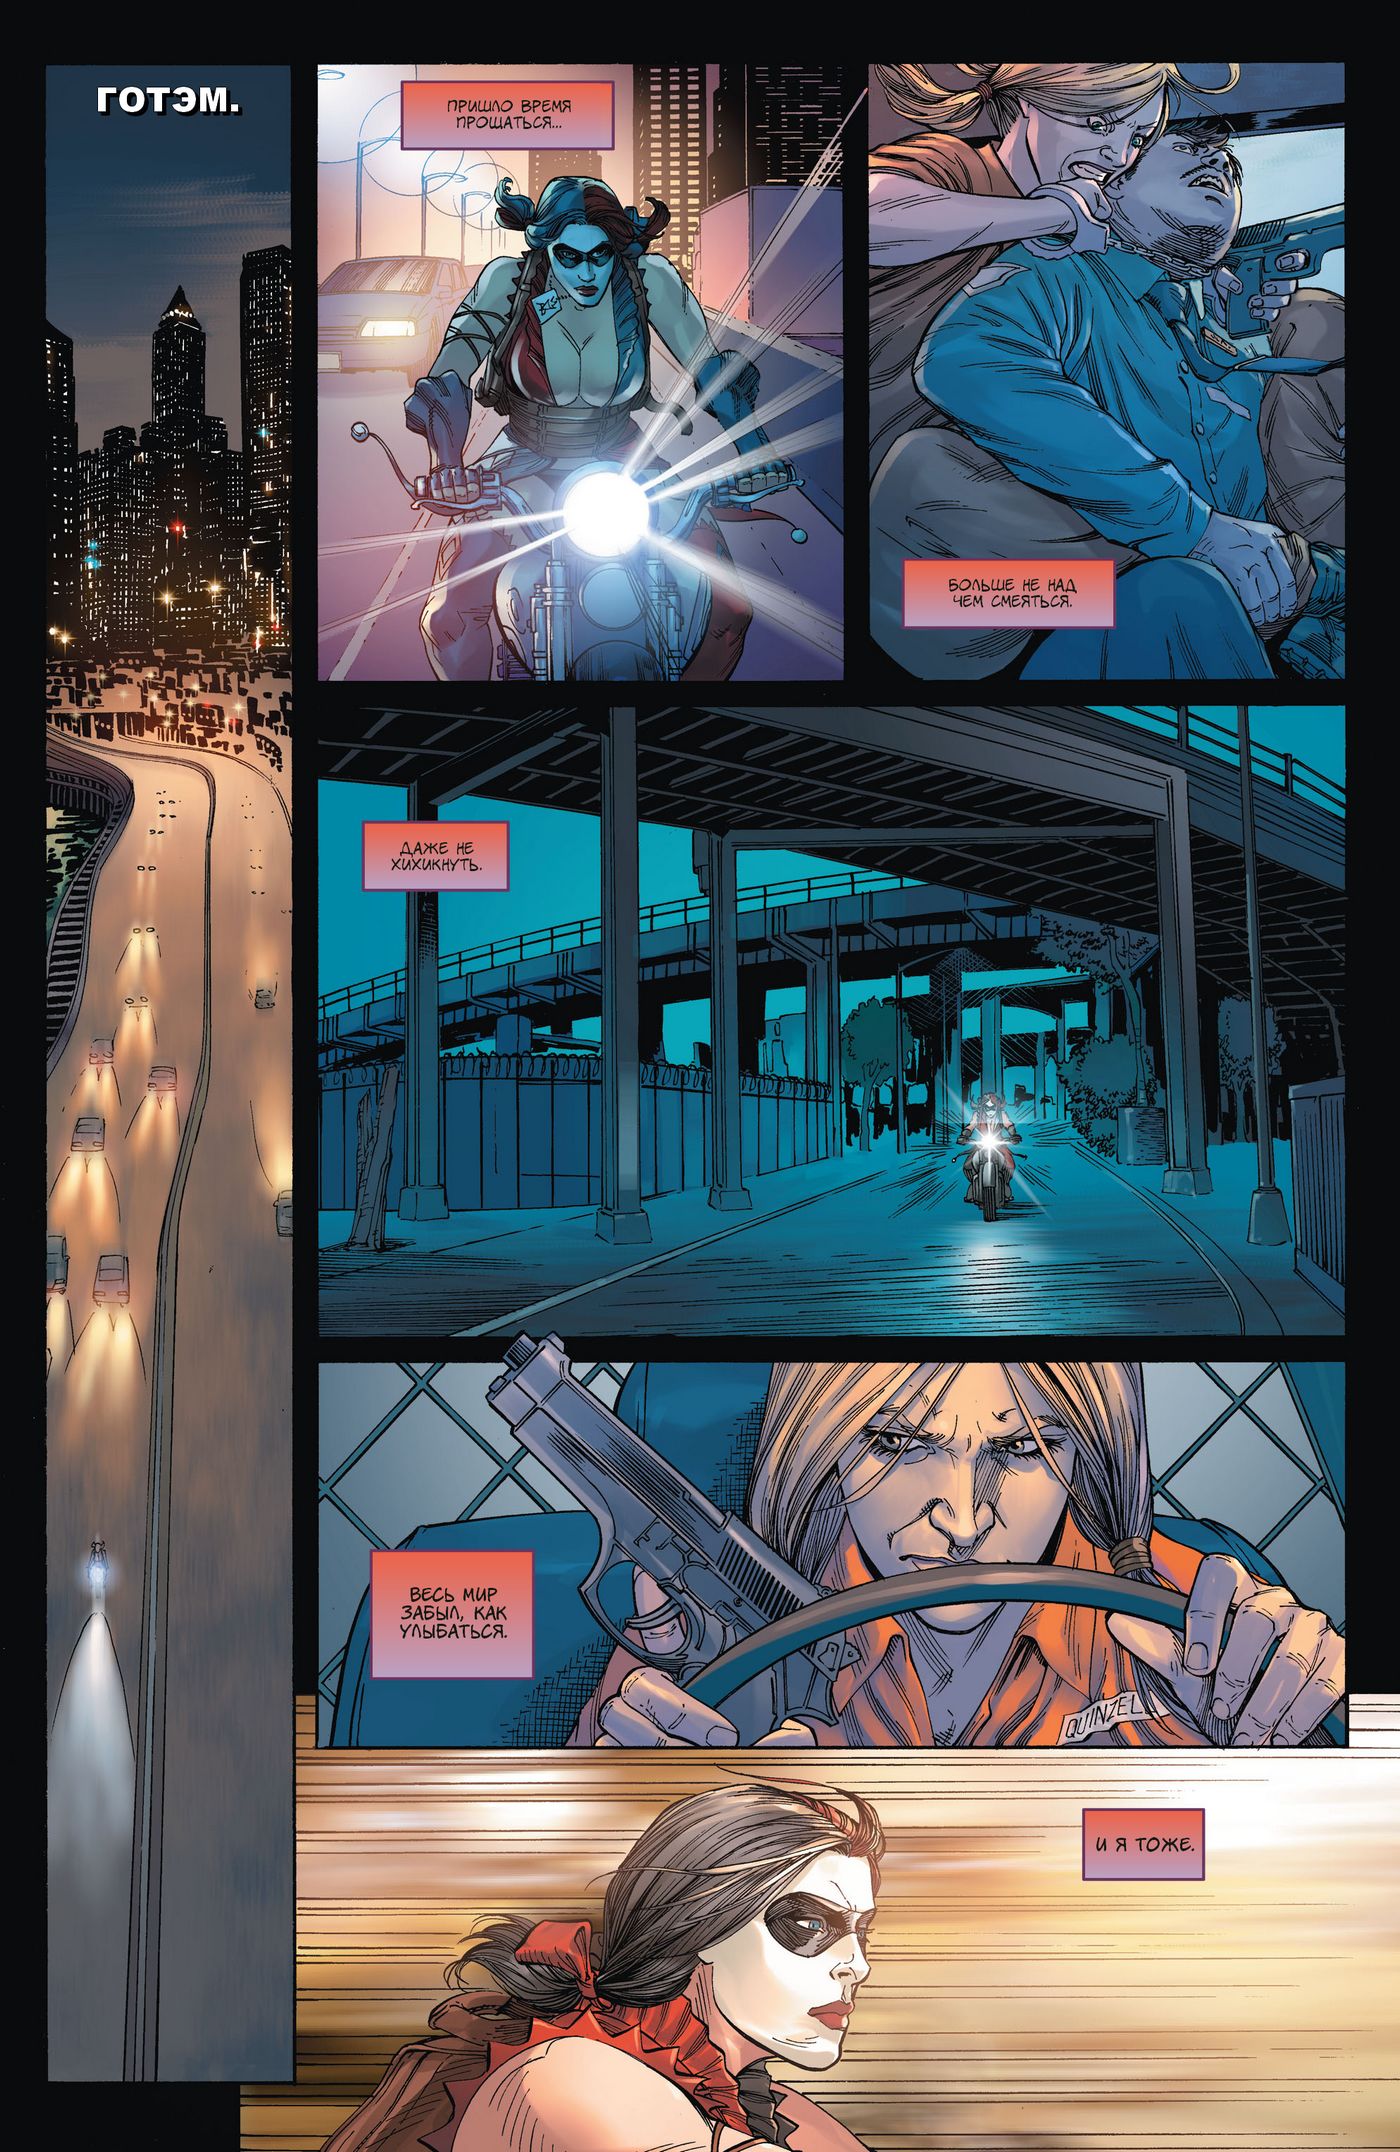 ГОТЭМ.
ПРИШЛО ВРЕМЯ
ПРОЩАТЬСЯ...
БОЛЬШЕ НЕ НАД
ЧЕМ СМЕЯТЬСЯ.
ДАЖЕ НЕ
ХИХИКНУТЬ.
ВЕСЬ МИР
ЗАБЫЛ, КАК
УЛЫБАТЬСЯ.
QUINZEL
И Я ТОЖЕ.